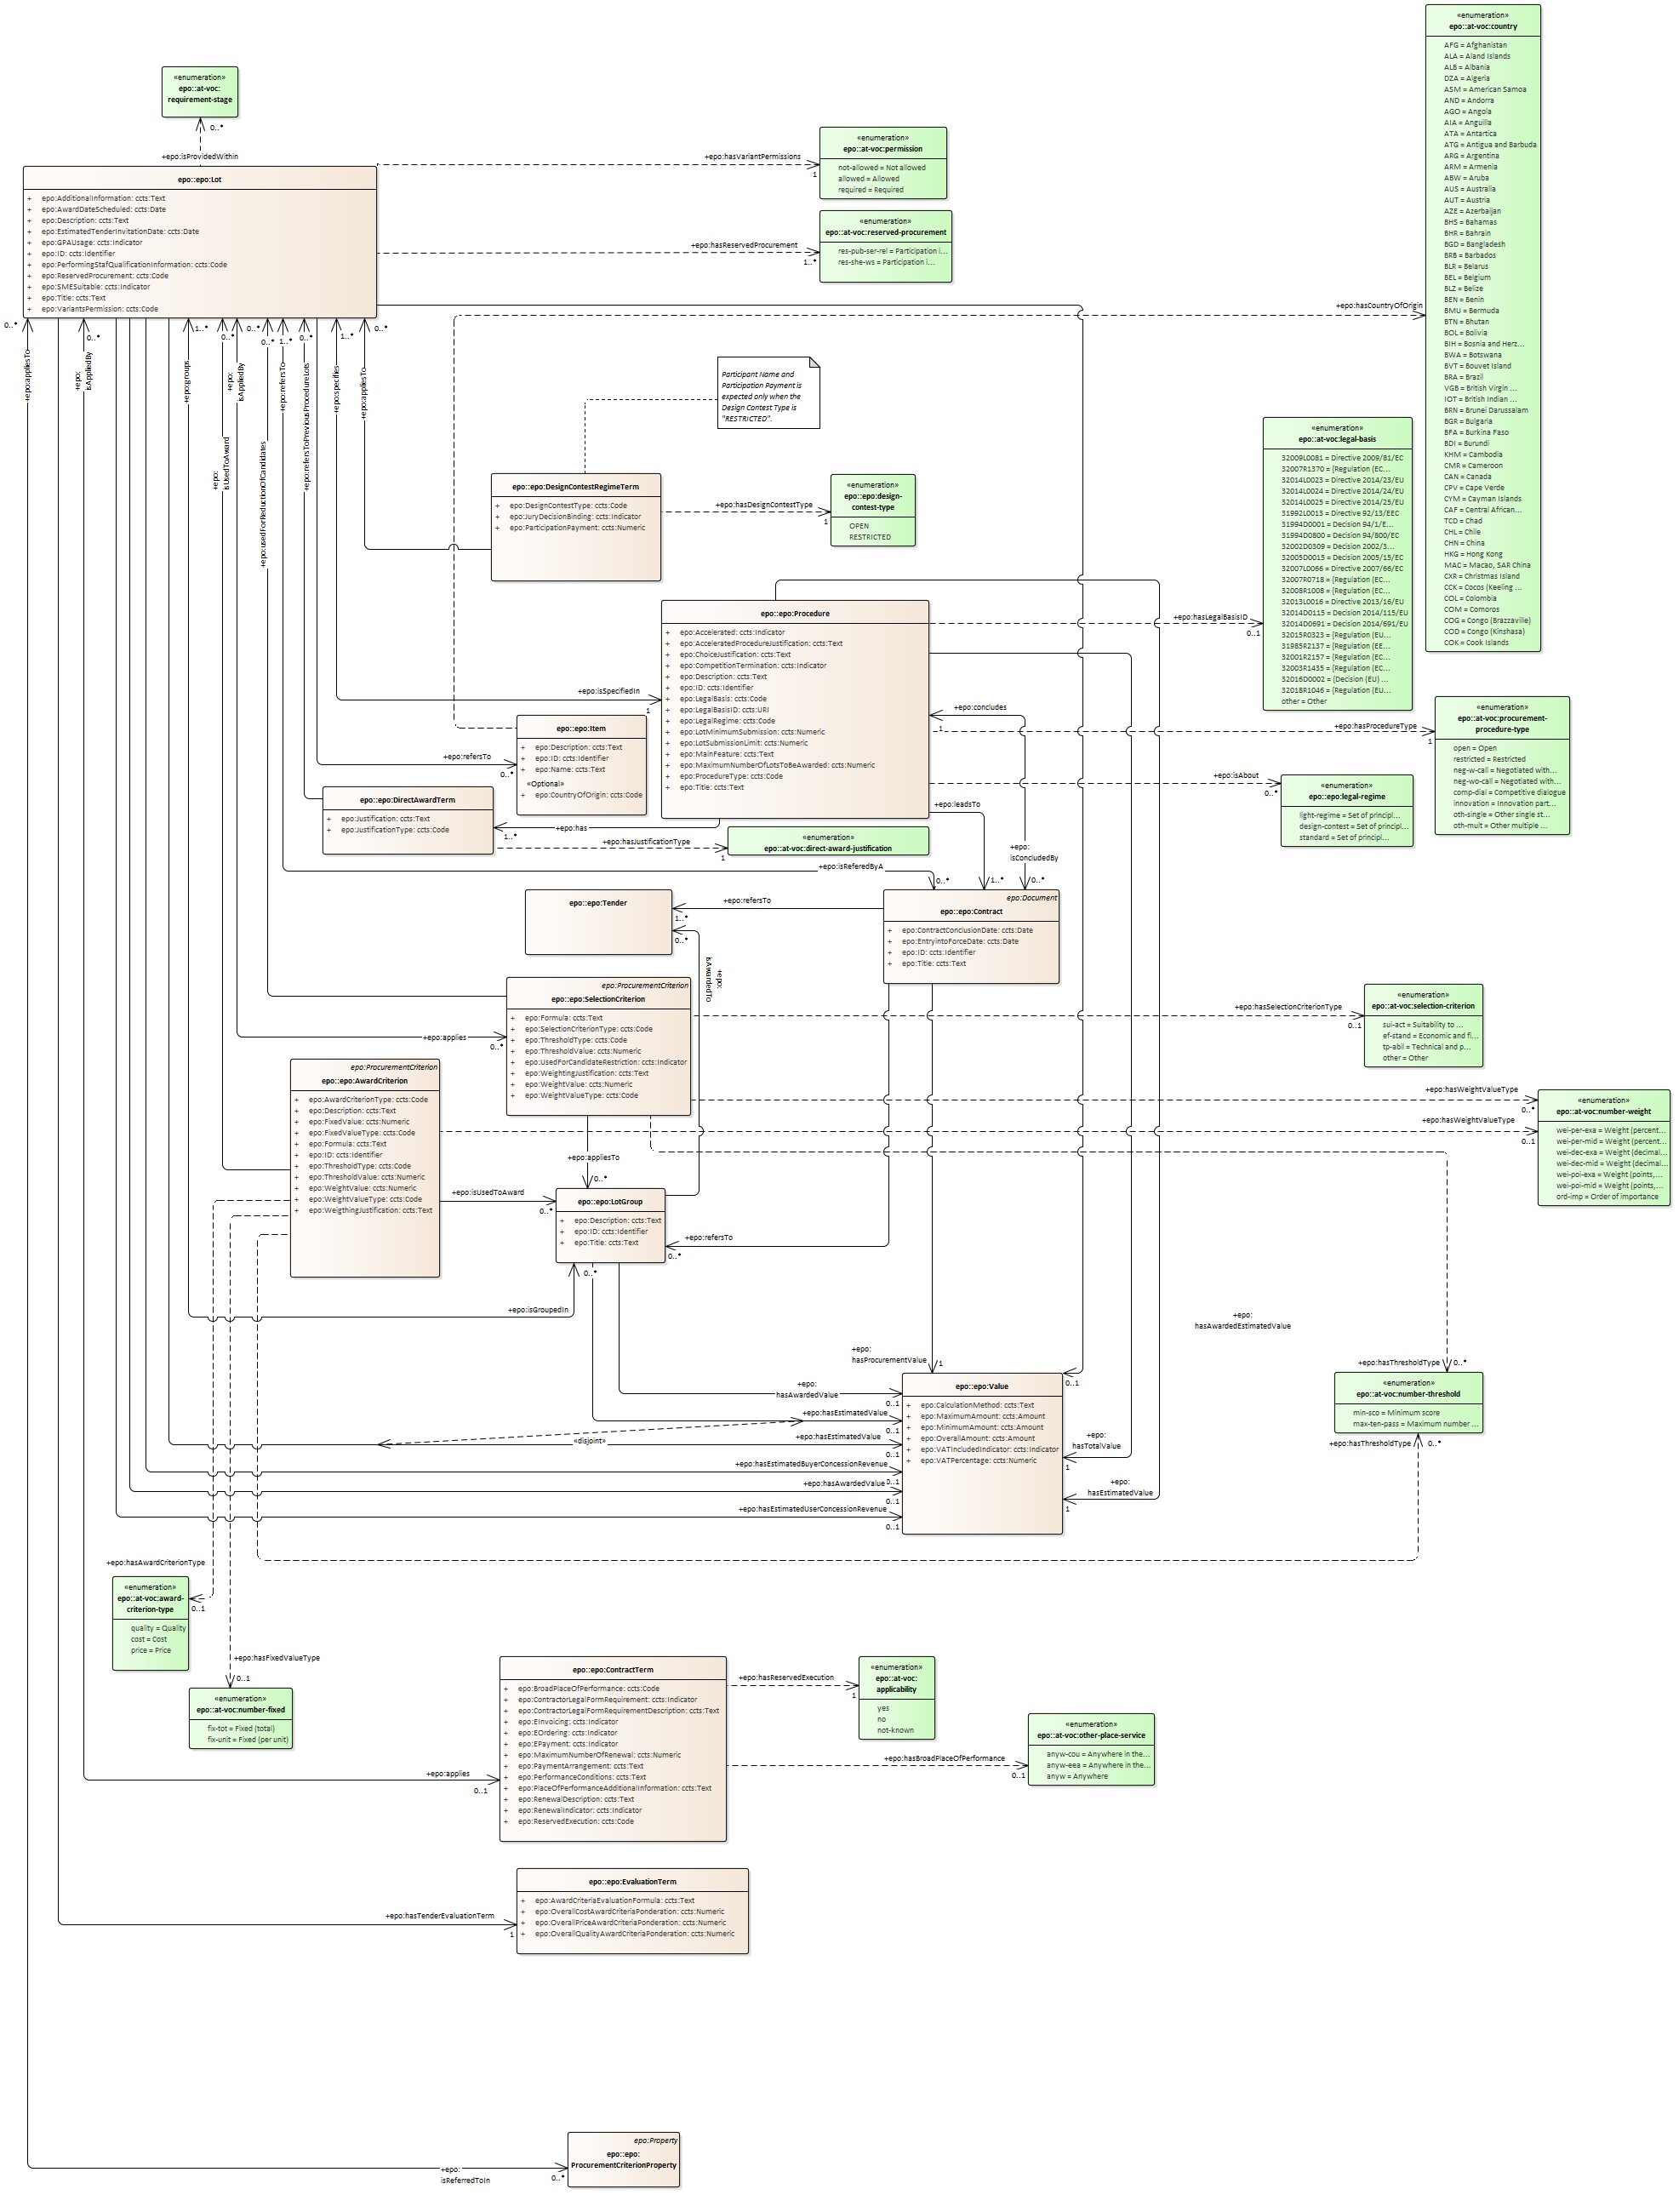 «enumeration»
epo::at-voc:country
AFG = Afghanistan
ALA = Aland Islands
ALB = Albania
DZA = Algeria
ASM = American Samoa
AND = Andorra
AGO = Angola
AIA = Anguilla
ATA = Antartica
ATG = Antigua and Barbuda
ARG = Argentina
ARM = Armenia
ABW = Aruba
AUS = Australia
AUT = Austria
AZE = Azerbaijan
BHS = Bahamas
BHR = Bahrain
BGD = Bangladesh
BRB = Barbados
BLR = Belarus
BEL = Belgium
BLZ = Belize
BEN = Benin
BMU = Bermuda
BTN = Bhutan
BOL = Bolivia
BIH = Bosnia and Herz...
BWA = Botswana
BVT = Bouvet Island
BRA = Brazil
VGB = British Virgin ...
IOT = British Indian ...
BRN = Brunei Darussalam
BGR = Bulgaria
BFA = Burkina Faso
BDI = Burundi
KHM = Cambodia
CMR = Cameroon
CAN = Canada
CPV = Cape Verde
CYM = Cayman Islands
CAF = Central African...
TCD = Chad
CHL = Chile
CHN = China
HKG = Hong Kong
MAC = Macao, SAR China
CXR = Christmas Island
CCK = Cocos (Keeling ...
COL = Colombia
COM = Comoros
COG = Congo (Brazzaville)
COD = Congo (Kinshasa)
COK = Cook Islands
«enumeration»
epo::at-voc:
requirement-stage
0..*
+epo:isProvidedWithin
epo::epo:Lot
+ epo:AdditionalInformation: ccts:Text
+ epo:AwardDateScheduled: ccts:Date
+ epo:Description: ccts:Text
+ epo:EstimatedTenderInvitationDate: ccts:Date
+ epo:GPAUsage: ccts:Indicator
+ epo:ID: ccts:Identifier
+ epo:PerformingStafQualificationInformation: ccts:Code
+ epo:ReservedProcurement: ccts:Code
+ epo:SMESuitable: ccts:Indicator
+ epo:Title: ccts:Text
+ epo:VariantsPermission: ccts:Code
+epo:hasVariantPermissions
1
«enumeration»
epo::at-voc:permission
not-allowed = Not allowed
allowed = Allowed
required = Required
+epo:hasReservedProcurement
1..*
«enumeration»
epo::at-voc:reserved-procurement
res-pub-ser-rel = Participation i...
res-she-ws = Participation i...
+epo:hasCountryOfOrigin
0..*
0..*
1..*
0..*
0..*
0..*
1..*
0..*
1..*
0..*
+epo:appliesTo
+epo:
isAppliedBy
+epo:groups
+epo:
isUsedToAward
+epo:
isAppliedBy
+epo:usedForReductionOfCandidates
+epo:refersTo
+epo:refersToPreviousProcedureLots
+epo:specifies
+epo:appliesTo
Participant Name and
Participation Payment is
expected only when the
Design Contest Type is
"RESTRICTED".
epo::epo:DesignContestRegimeTerm
+ epo:DesignContestType: ccts:Code
+ epo:JuryDecisionBinding: ccts:Indicator
+ epo:ParticipationPayment: ccts:Numeric
+epo:hasDesignContestType
1
«enumeration»
epo::epo:design-
contest-type
OPEN
RESTRICTED
«enumeration»
epo::at-voc:legal-basis
32009L0081 = Directive 2009/81/EC
32007R1370 = (Regulation (EC...
32014L0023 = Directive 2014/23/EU
32014L0024 = Directive 2014/24/EU
32014L0025 = Directive 2014/25/EU
31992L0013 = Directive 92/13/EEC
31994D0001 = Decision 94/1/E...
31994D0800 = Decision 94/800/EC
32002D0309 = Decision 2002/3...
32005D0015 = Decision 2005/15/EC
32007L0066 = Directive 2007/66/EC
32007R0718 = (Regulation (EC...
32008R1008 = (Regulation (EC...
32013L0016 = Directive 2013/16/EU
32014D0115 = Decision 2014/115/EU
32014D0691 = Decision 2014/691/EU
32015R0323 = (Regulation (EU...
31985R2137 = (Regulation (EE...
32001R2157 = (Regulation (EC...
32003R1435 = (Regulation (EC...
32016D0002 = (Decision (EU) ...
32018R1046 = (Regulation (EU...
other = Other
epo::epo:Procedure
+ epo:Accelerated: ccts:Indicator
+ epo:AcceleratedProcedureJustification: ccts:Text
+ epo:ChoiceJustification: ccts:Text
+ epo:CompetitionTermination: ccts:Indicator
+ epo:Description: ccts:Text
+ epo:ID: ccts:Identifier
+ epo:LegalBasis: ccts:Code
+ epo:LegalBasisID: ccts:URI
+ epo:LegalRegime: ccts:Code
+ epo:LotMinimumSubmission: ccts:Numeric
+ epo:LotSubmissionLimit: ccts:Numeric
+ epo:MainFeature: ccts:Text
+ epo:MaximumNumberOfLotsToBeAwarded: ccts:Numeric
+ epo:ProcedureType: ccts:Code
+ epo:Title: ccts:Text
+epo:hasLegalBasisID
0..1
+epo:isSpecifiedIn
1
+epo:concludes
1
+epo:hasProcedureType
1
«enumeration»
epo::at-voc:procurement-
procedure-type
open = Open
restricted = Restricted
neg-w-call = Negotiated with...
neg-wo-call = Negotiated with...
comp-dial = Competitive dialogue
innovation = Innovation part...
oth-single = Other single st...
oth-mult = Other multiple ...
+epo:isAbout
0..*
«enumeration»
epo::epo:legal-regime
light-regime = Set of principl...
design-contest = Set of principl...
standard = Set of principl...
epo::epo:Item
+ epo:Description: ccts:Text
+ epo:ID: ccts:Identifier
+ epo:Name: ccts:Text
«Optional»
+ epo:CountryOfOrigin: ccts:Code
+epo:refersTo
0..*
epo::epo:DirectAwardTerm
+ epo:Justification: ccts:Text
+ epo:JustificationType: ccts:Code
+epo:has
1..*
+epo:hasJustificationType
1
«enumeration»
epo::at-voc:direct-award-justification
+epo:leadsTo
+epo:
isConcludedBy
+epo:isReferedByA
0..*
1..*
0..*
epo::epo:Tender
+epo:refersTo
1..*
0..*
epo:Document
epo::epo:Contract
+ epo:ContractConclusionDate: ccts:Date
+ epo:EntryintoForceDate: ccts:Date
+ epo:ID: ccts:Identifier
+ epo:Title: ccts:Text
+epo:
isAwardedTo
epo:ProcurementCriterion
epo::epo:SelectionCriterion
+ epo:Formula: ccts:Text
+ epo:SelectionCriterionType: ccts:Code
+ epo:ThresholdType: ccts:Code
+ epo:ThresholdValue: ccts:Numeric
+ epo:UsedForCandidateRestriction: ccts:Indicator
+ epo:WeightingJustification: ccts:Text
+ epo:WeightValue: ccts:Numeric
+ epo:WeightValueType: ccts:Code
+epo:applies
0..*
+epo:hasSelectionCriterionType
0..1
«enumeration»
epo::at-voc:selection-criterion
sui-act = Suitability to ...
ef-stand = Economic and fi...
tp-abil = Technical and p...
other = Other
epo:ProcurementCriterion
epo::epo:AwardCriterion
+ epo:AwardCriterionType: ccts:Code
+ epo:Description: ccts:Text
+ epo:FixedValue: ccts:Numeric
+ epo:FixedValueType: ccts:Code
+ epo:Formula: ccts:Text
+ epo:ID: ccts:Identifier
+ epo:ThresholdType: ccts:Code
+ epo:ThresholdValue: ccts:Numeric
+ epo:WeightValue: ccts:Numeric
+ epo:WeightValueType: ccts:Code
+ epo:WeigthingJustification: ccts:Text
+epo:hasWeightValueType
0..*
+epo:hasWeightValueType
0..1
«enumeration»
epo::at-voc:number-weight
wei-per-exa = Weight (percent...
wei-per-mid = Weight (percent...
wei-dec-exa = Weight (decimal...
wei-dec-mid = Weight (decimal...
wei-poi-exa = Weight (points,...
wei-poi-mid = Weight (points,...
ord-imp = Order of importance
+epo:appliesTo
0..*
+epo:isUsedToAward
0..*
epo::epo:LotGroup
+ epo:Description: ccts:Text
+ epo:ID: ccts:Identifier
+ epo:Title: ccts:Text
+epo:refersTo
0..*
0..*
+epo:isGroupedIn
+epo:
hasAwardedEstimatedValue
+epo:
hasProcurementValue
1
0..1
+epo:hasThresholdType
0..*
«enumeration»
epo::at-voc:number-threshold
min-sco = Minimum score
max-ten-pass = Maximum number ...
+epo:hasThresholdType
0..*
epo::epo:Value
+ epo:CalculationMethod: ccts:Text
+ epo:MaximumAmount: ccts:Amount
+ epo:MinimumAmount: ccts:Amount
+ epo:OverallAmount: ccts:Amount
+ epo:VATIncludedIndicator: ccts:Indicator
+ epo:VATPercentage: ccts:Numeric
+epo:
hasAwardedValue
0..1
+epo:hasEstimatedValue
0..1
«disjoint»
+epo:hasEstimatedValue
0..1
+epo:
hasTotalValue
1
+epo:hasEstimatedBuyerConcessionRevenue
0..1
+epo:hasAwardedValue
0..1
+epo:
hasEstimatedValue
1
+epo:hasEstimatedUserConcessionRevenue
0..1
+epo:hasAwardCriterionType
0..1
«enumeration»
epo::at-voc:award-
criterion-type
quality = Quality
cost = Cost
price = Price
+epo:hasFixedValueType
0..1
«enumeration»
epo::at-voc:number-fixed
fix-tot = Fixed (total)
fix-unit = Fixed (per unit)
epo::epo:ContractTerm
+ epo:BroadPlaceOfPerformance: ccts:Code
+ epo:ContractorLegalFormRequirement: ccts:Indicator
+ epo:ContractorLegalFormRequirementDescription: ccts:Text
+ epo:EInvoicing: ccts:Indicator
+ epo:EOrdering: ccts:Indicator
+ epo:EPayment: ccts:Indicator
+ epo:MaximumNumberOfRenewal: ccts:Numeric
+ epo:PaymentArrangement: ccts:Text
+ epo:PerformanceConditions: ccts:Text
+ epo:PlaceOfPerformanceAdditionalInformation: ccts:Text
+ epo:RenewalDescription: ccts:Text
+ epo:RenewalIndicator: ccts:Indicator
+ epo:ReservedExecution: ccts:Code
+epo:applies
0..1
+epo:hasReservedExecution
1
«enumeration»
epo::at-voc:
applicability
yes
no
not-known
+epo:hasBroadPlaceOfPerformance
0..1
«enumeration»
epo::at-voc:other-place-service
anyw-cou = Anywhere in the...
anyw-eea = Anywhere in the...
anyw = Anywhere
epo::epo:EvaluationTerm
+ epo:AwardCriteriaEvaluationFormula: ccts:Text
+ epo:OverallCostAwardCriteriaPonderation: ccts:Numeric
+ epo:OverallPriceAwardCriteriaPonderation: ccts:Numeric
+ epo:OverallQualityAwardCriteriaPonderation: ccts:Numeric
+epo:hasTenderEvaluationTerm
1
epo:Property
epo::epo:
ProcurementCriterionProperty
+epo:
isReferredToIn
0..*